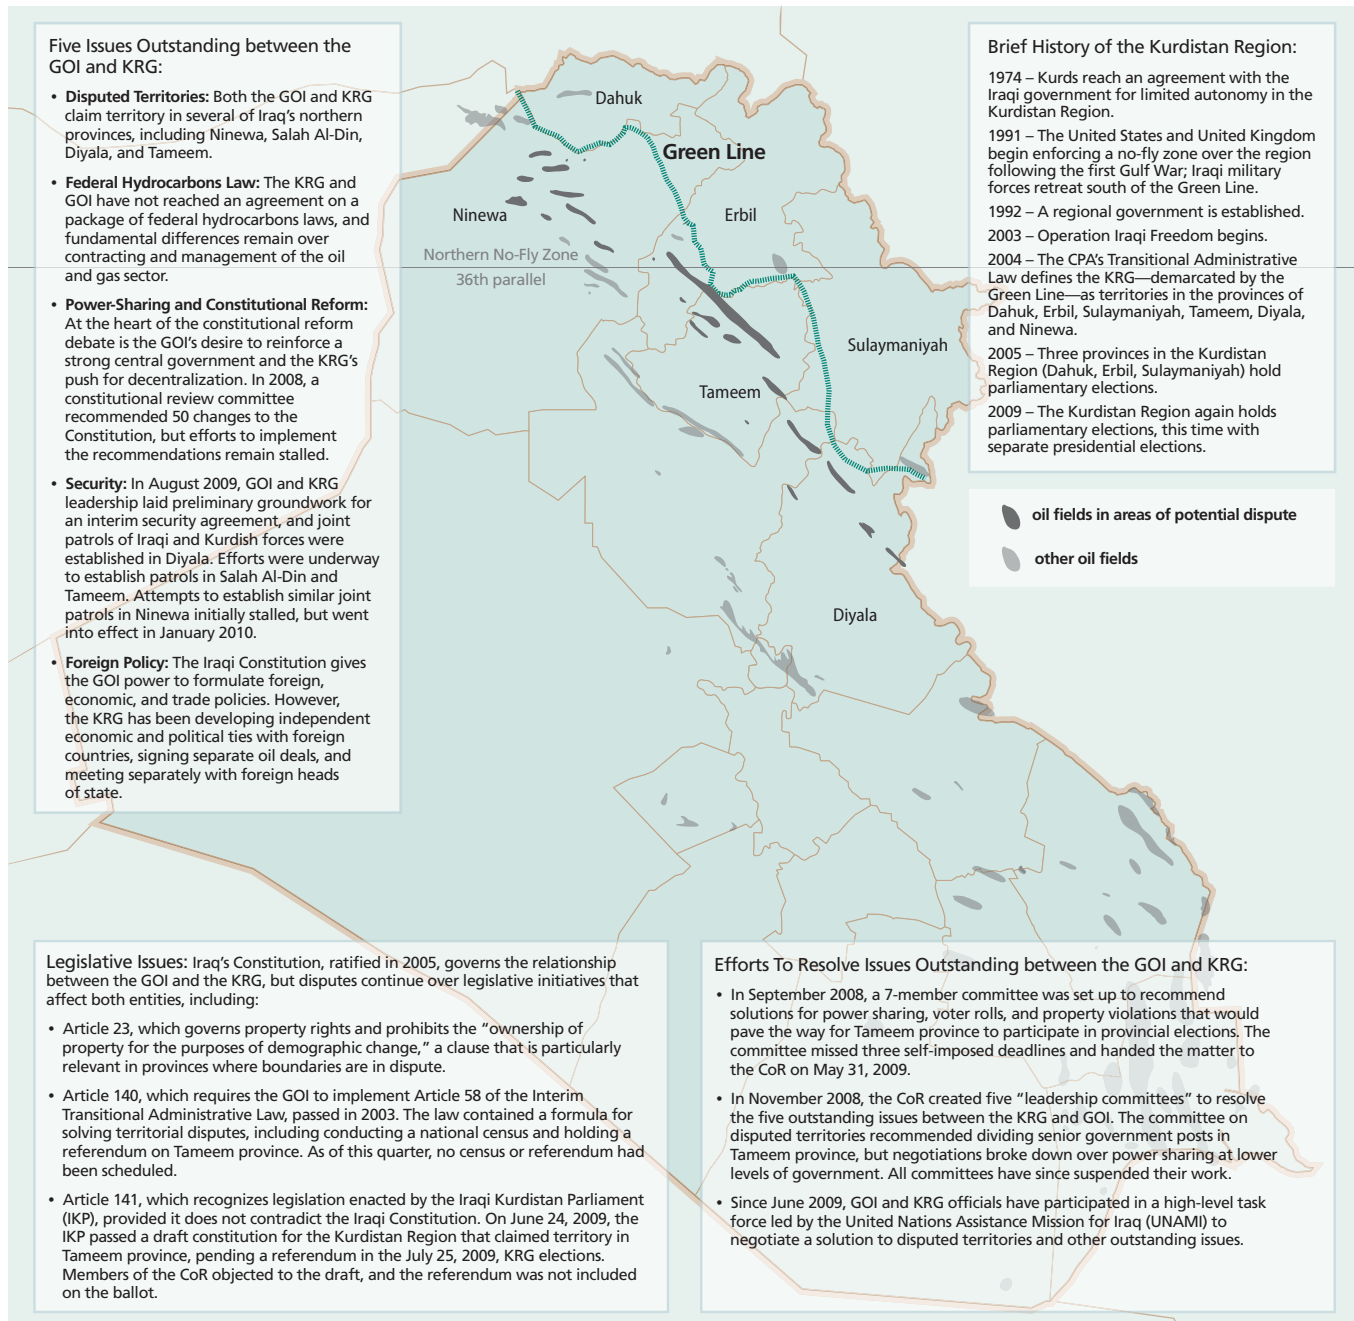 Five Issues Outstanding between the
GOI and KRG:
• Disputed Territories: Both the GOI and KRG
claim territory in several of Iraq’s northern
provinces, including Ninewa, Salah Al-Din,
Diyala, and Tameem.
• Federal Hydrocarbons Law: The KRG and
GOI have not reached an agreement on a
package of federal hydrocarbons laws, and
fundamental differences remain over
contracting and management of the oil
and gas sector.
• Power-Sharing and Constitutional Reform:
At the heart of the constitutional reform
debate is the GOI’s desire to reinforce a
strong central government and the KRG’s
push for decentralization. In 2008, a
constitutional review committee
recommended 50 changes to the
Constitution, but efforts to implement
the recommendations remain stalled.
• Security: In August 2009, GOI and KRG
leadership laid preliminary groundwork for
an interim security agreement, and joint
patrols of Iraqi and Kurdish forces were
established in Diyala. Efforts were underway
to establish patrols in Salah Al-Din and
Tameem. Attempts to establish similar joint
patrols in Ninewa initially stalled, but went
into effect in January 2010.
• Foreign Policy: The Iraqi Constitution gives
the GOI power to formulate foreign,
economic, and trade policies. However,
the KRG has been developing independent
economic and political ties with foreign
countries, signing separate oil deals, and
meeting separately with foreign heads
of state.
Dahuk
Green Line
Ninewa
Erbil
Northern No-Fly Zone
36th parallel
Sulaymaniyah
Tameem
Diyala
Brief History of the Kurdistan Region:
1974 – Kurds reach an agreement with the
Iraqi government for limited autonomy in the
Kurdistan Region.
1991 – The United States and United Kingdom
begin enforcing a no-fly zone over the region
following the first Gulf War; Iraqi military
forces retreat south of the Green Line.
1992 – A regional government is established.
2003 – Operation Iraqi Freedom begins.
2004 – The CPA’s Transitional Administrative
Law defines the KRG—demarcated by the
Green Line—as territories in the provinces of
Dahuk, Erbil, Sulaymaniyah, Tameem, Diyala,
and Ninewa.
2005 – Three provinces in the Kurdistan
Region (Dahuk, Erbil, Sulaymaniyah) hold
parliamentary elections.
2009 – The Kurdistan Region again holds
parliamentary elections, this time with
separate presidential elections.
oil fields in areas of potential dispute
other oil fields
Legislative Issues: Iraq’s Constitution, ratified in 2005, governs the relationship
between the GOI and the KRG, but disputes continue over legislative initiatives that
affect both entities, including:
• Article 23, which governs property rights and prohibits the “ownership of
property for the purposes of demographic change,” a clause that is particularly
relevant in provinces where boundaries are in dispute.
• Article 140, which requires the GOI to implement Article 58 of the Interim
Transitional Administrative Law, passed in 2003. The law contained a formula for
solving territorial disputes, including conducting a national census and holding a
referendum on Tameem province. As of this quarter, no census or referendum had
been scheduled.
• Article 141, which recognizes legislation enacted by the Iraqi Kurdistan Parliament
(IKP), provided it does not contradict the Iraqi Constitution. On June 24, 2009, the
IKP passed a draft constitution for the Kurdistan Region that claimed territory in
Tameem province, pending a referendum in the July 25, 2009, KRG elections.
Members of the CoR objected to the draft, and the referendum was not included
on the ballot.
Efforts To Resolve Issues Outstanding between the GOI and KRG:
• In September 2008, a 7-member committee was set up to recommend
solutions for power sharing, voter rolls, and property violations that would
pave the way for Tameem province to participate in provincial elections. The
committee missed three self-imposed deadlines and handed the matter to
the CoR on May 31, 2009.
• In November 2008, the CoR created five “leadership committees” to resolve
the five outstanding issues between the KRG and GOI. The committee on
disputed territories recommended dividing senior government posts in
Tameem province, but negotiations broke down over power sharing at lower
levels of government. All committees have since suspended their work.
• Since June 2009, GOI and KRG officials have participated in a high-level task
force led by the United Nations Assistance Mission for Iraq (UNAMI) to
negotiate a solution to disputed territories and other outstanding issues.